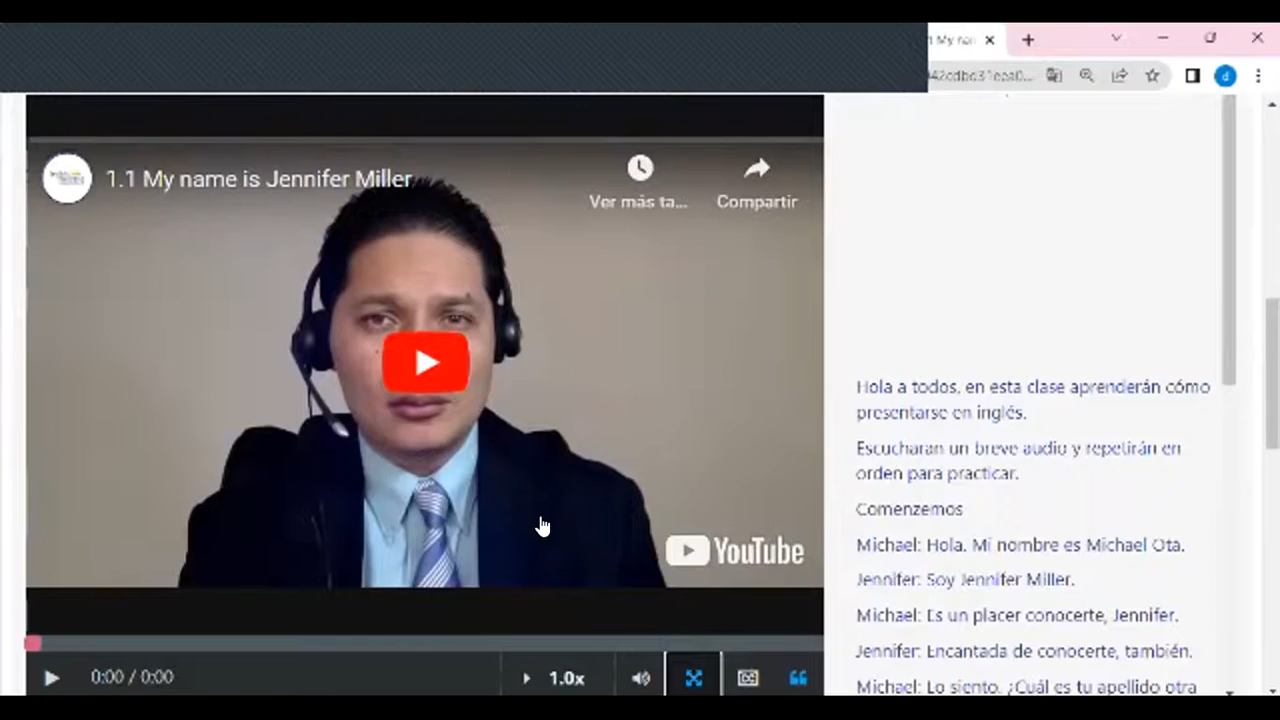 My na
42cdbd31eea0...
d
1.1 My name is Jennifer Miller
Ver más ta...
Compartir
YouTube
0:00 / 0:00
1.0x
Hola a todos, en esta clase aprenderán cómo
presentarse en inglés.
Escucharan un breve audio y repetirán en
orden para practicar.
Comenzemos
Michael: Hola. Mi nombre es Michael Ota.
Jennifer: Soy Jennifer Miller.
Michael: Es un placer conocerte, Jennifer.
Jennifer: Encantada de conocerte, también.
Michael: Lo siento. ¿Cuál es tu apellido otra